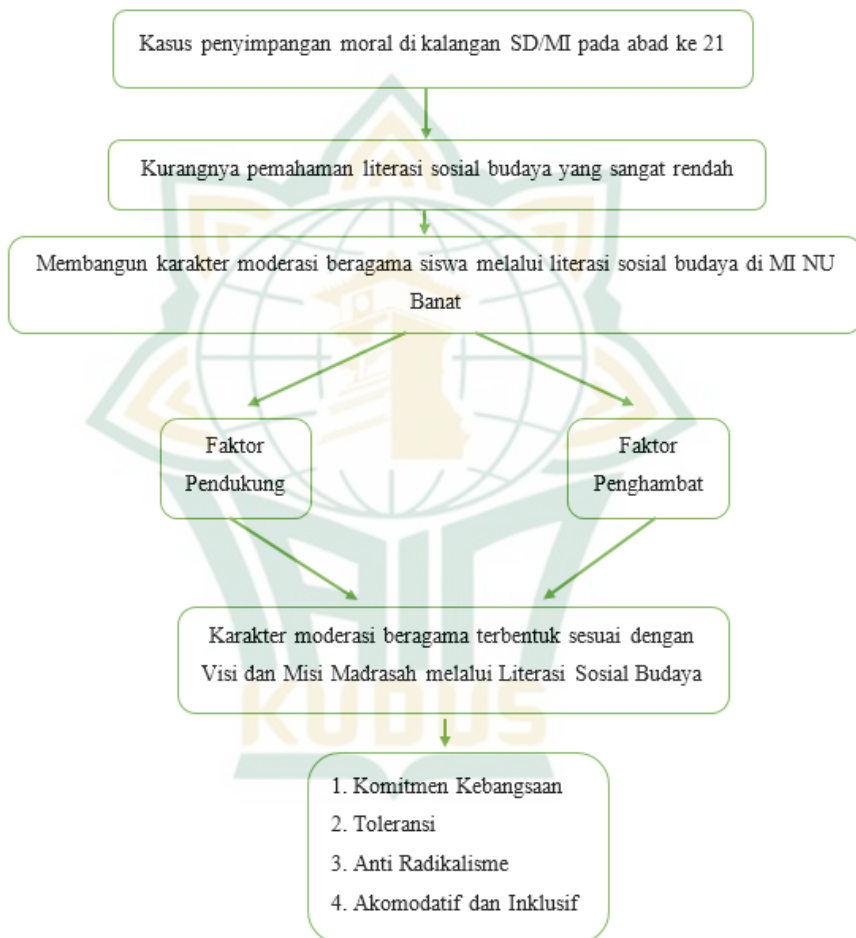 Kasus penyimpangan moral di kalangan SD/MI pada abad ke 21
Kurangnya pemahaman literasi sosial budaya yang sangat rendah
Membangun karakter moderasi beragama siswa melalui literasi sosial budaya di MI NU
Banat
Faktor
Pendukung
Faktor
Penghambat
Karakter moderasi beragama terbentuk sesuai dengan
Visi dan Misi Madrasah melalui Literasi Sosial Budaya
IAIN
KUDUS
1. Komitmen Kebangsaan
2. Toleransi
3. Anti Radikalisme
4. Akomodatif dan Inklusif